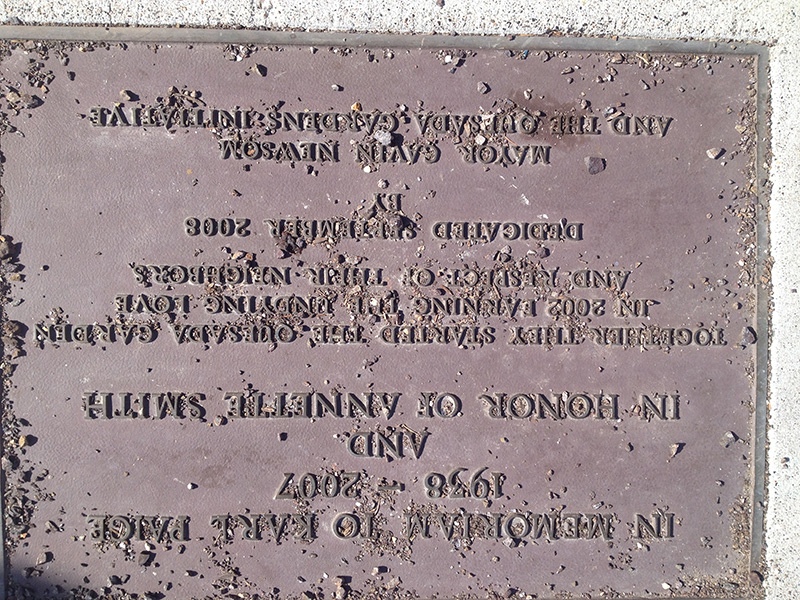 IN MEMORIAM TO KARL PAIGE
1938 - 2007
AND
IN HONOR OF ANNETTE SMITH
TOGETHER THEY STARTED THE QUESADA GARDEN
IN 2002 EARNING THE UNDYING LOVE
AND RESPECT OF THEIR NEIGHBORS
DEDICATED SEPTEMBER 2008
BY
MAYOR GAVIN NEWSOM
AND THE QUESADA GARDENS INITIATIVE